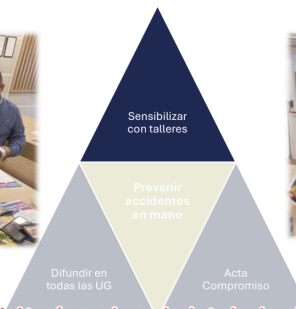 Sensibilizar
con talleres
Prevenir
accidentes
en mano
Difundir en
todas las UG
Acta
Compromiso